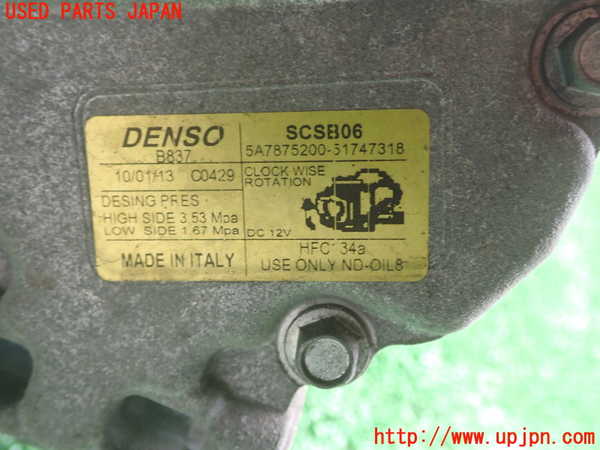 USED PARTS JAPAN
DENSO
B837
10/01/13 C0429
DESING PRES
HIGH SIDE 3.53 Mpa
LOW SIDE 1.67 Mpa
MADE IN ITALY
SCSB06
5A7875200-51747318
CLOCK WISE
ROTATION
DC 12V
HFC 134a
USE ONLY ND-OIL8
http://www.upjpn.com/